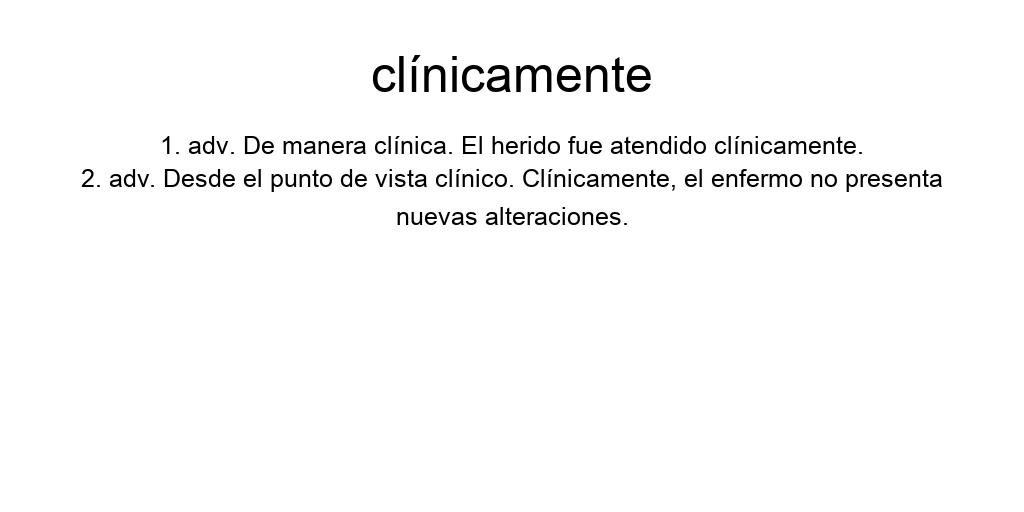 clínicamente
1. adv. De manera clínica. El herido fue atendido clínicamente.
2. adv. Desde el punto de vista clínico. Clínicamente, el enfermo no presenta
nuevas alteraciones.